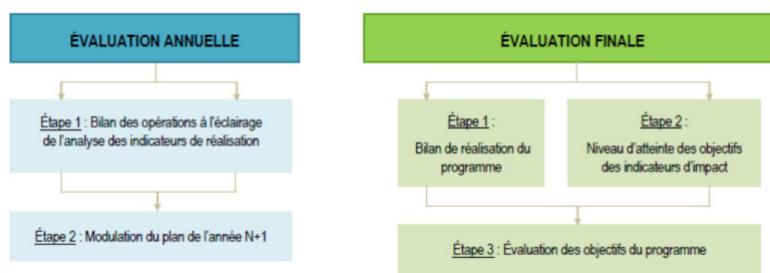 ÉVALUATION ANNUELLE
Étape 1 : Bilan des opérations à l'éclairage
de l'analyse des indicateurs de réalisation
Étape 2 : Modulation du plan de l'année N+1
ÉVALUATION FINALE
Étape 1 :
Bilan de réalisation du
programme
Étape 2 :
Niveau d'atteinte des objectifs
des indicateurs d'impact
Étape 3 : Évaluation des objectifs du programme